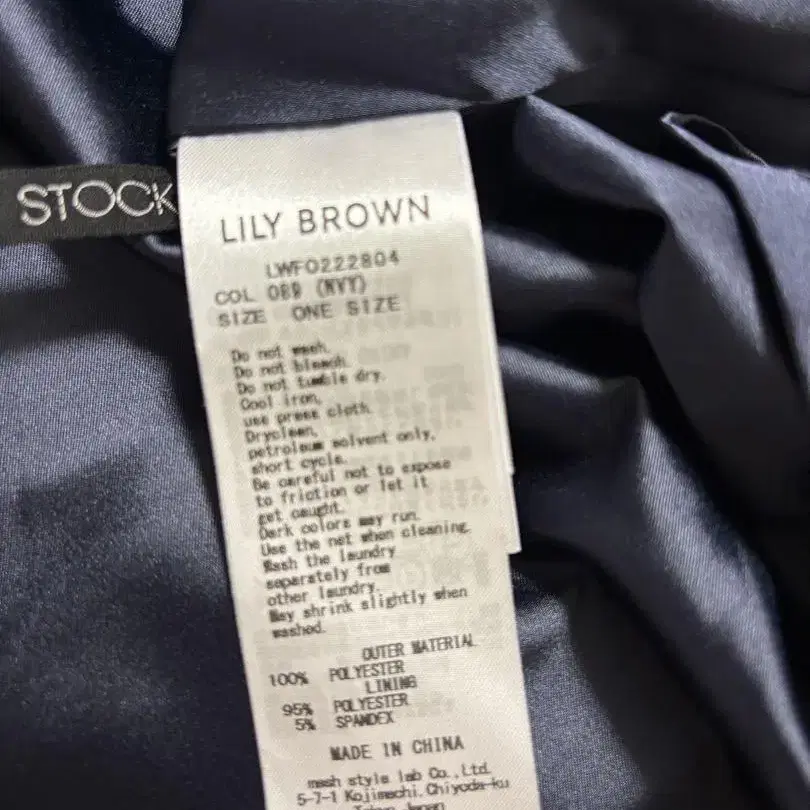 STOCK
LILY BROWN
LWFO222804
COL 089 (NVY)
SIZE ONE SIZE
Do not wash.
Do not bleach.
Do not tumble dry.
Cool iron,
use press cloth.
Dryclean,
petroleum solvent only,
short cycle.
Be careful not to expose
to friction or let it
get caught.
Dark colors may run.
Use the net when cleaning.
Wash the laundry
separately from
other laundry.
May shrink slightly when
washed.
OUTER MATERIAL
100% POLYESTER
LINING
95% POLYESTER
5% SPANDEX
MADE IN CHINA
mash style lab Co.,Ltd.
5-7-1 Kojimachi, Chiyoda-ku
Tokyo Japan